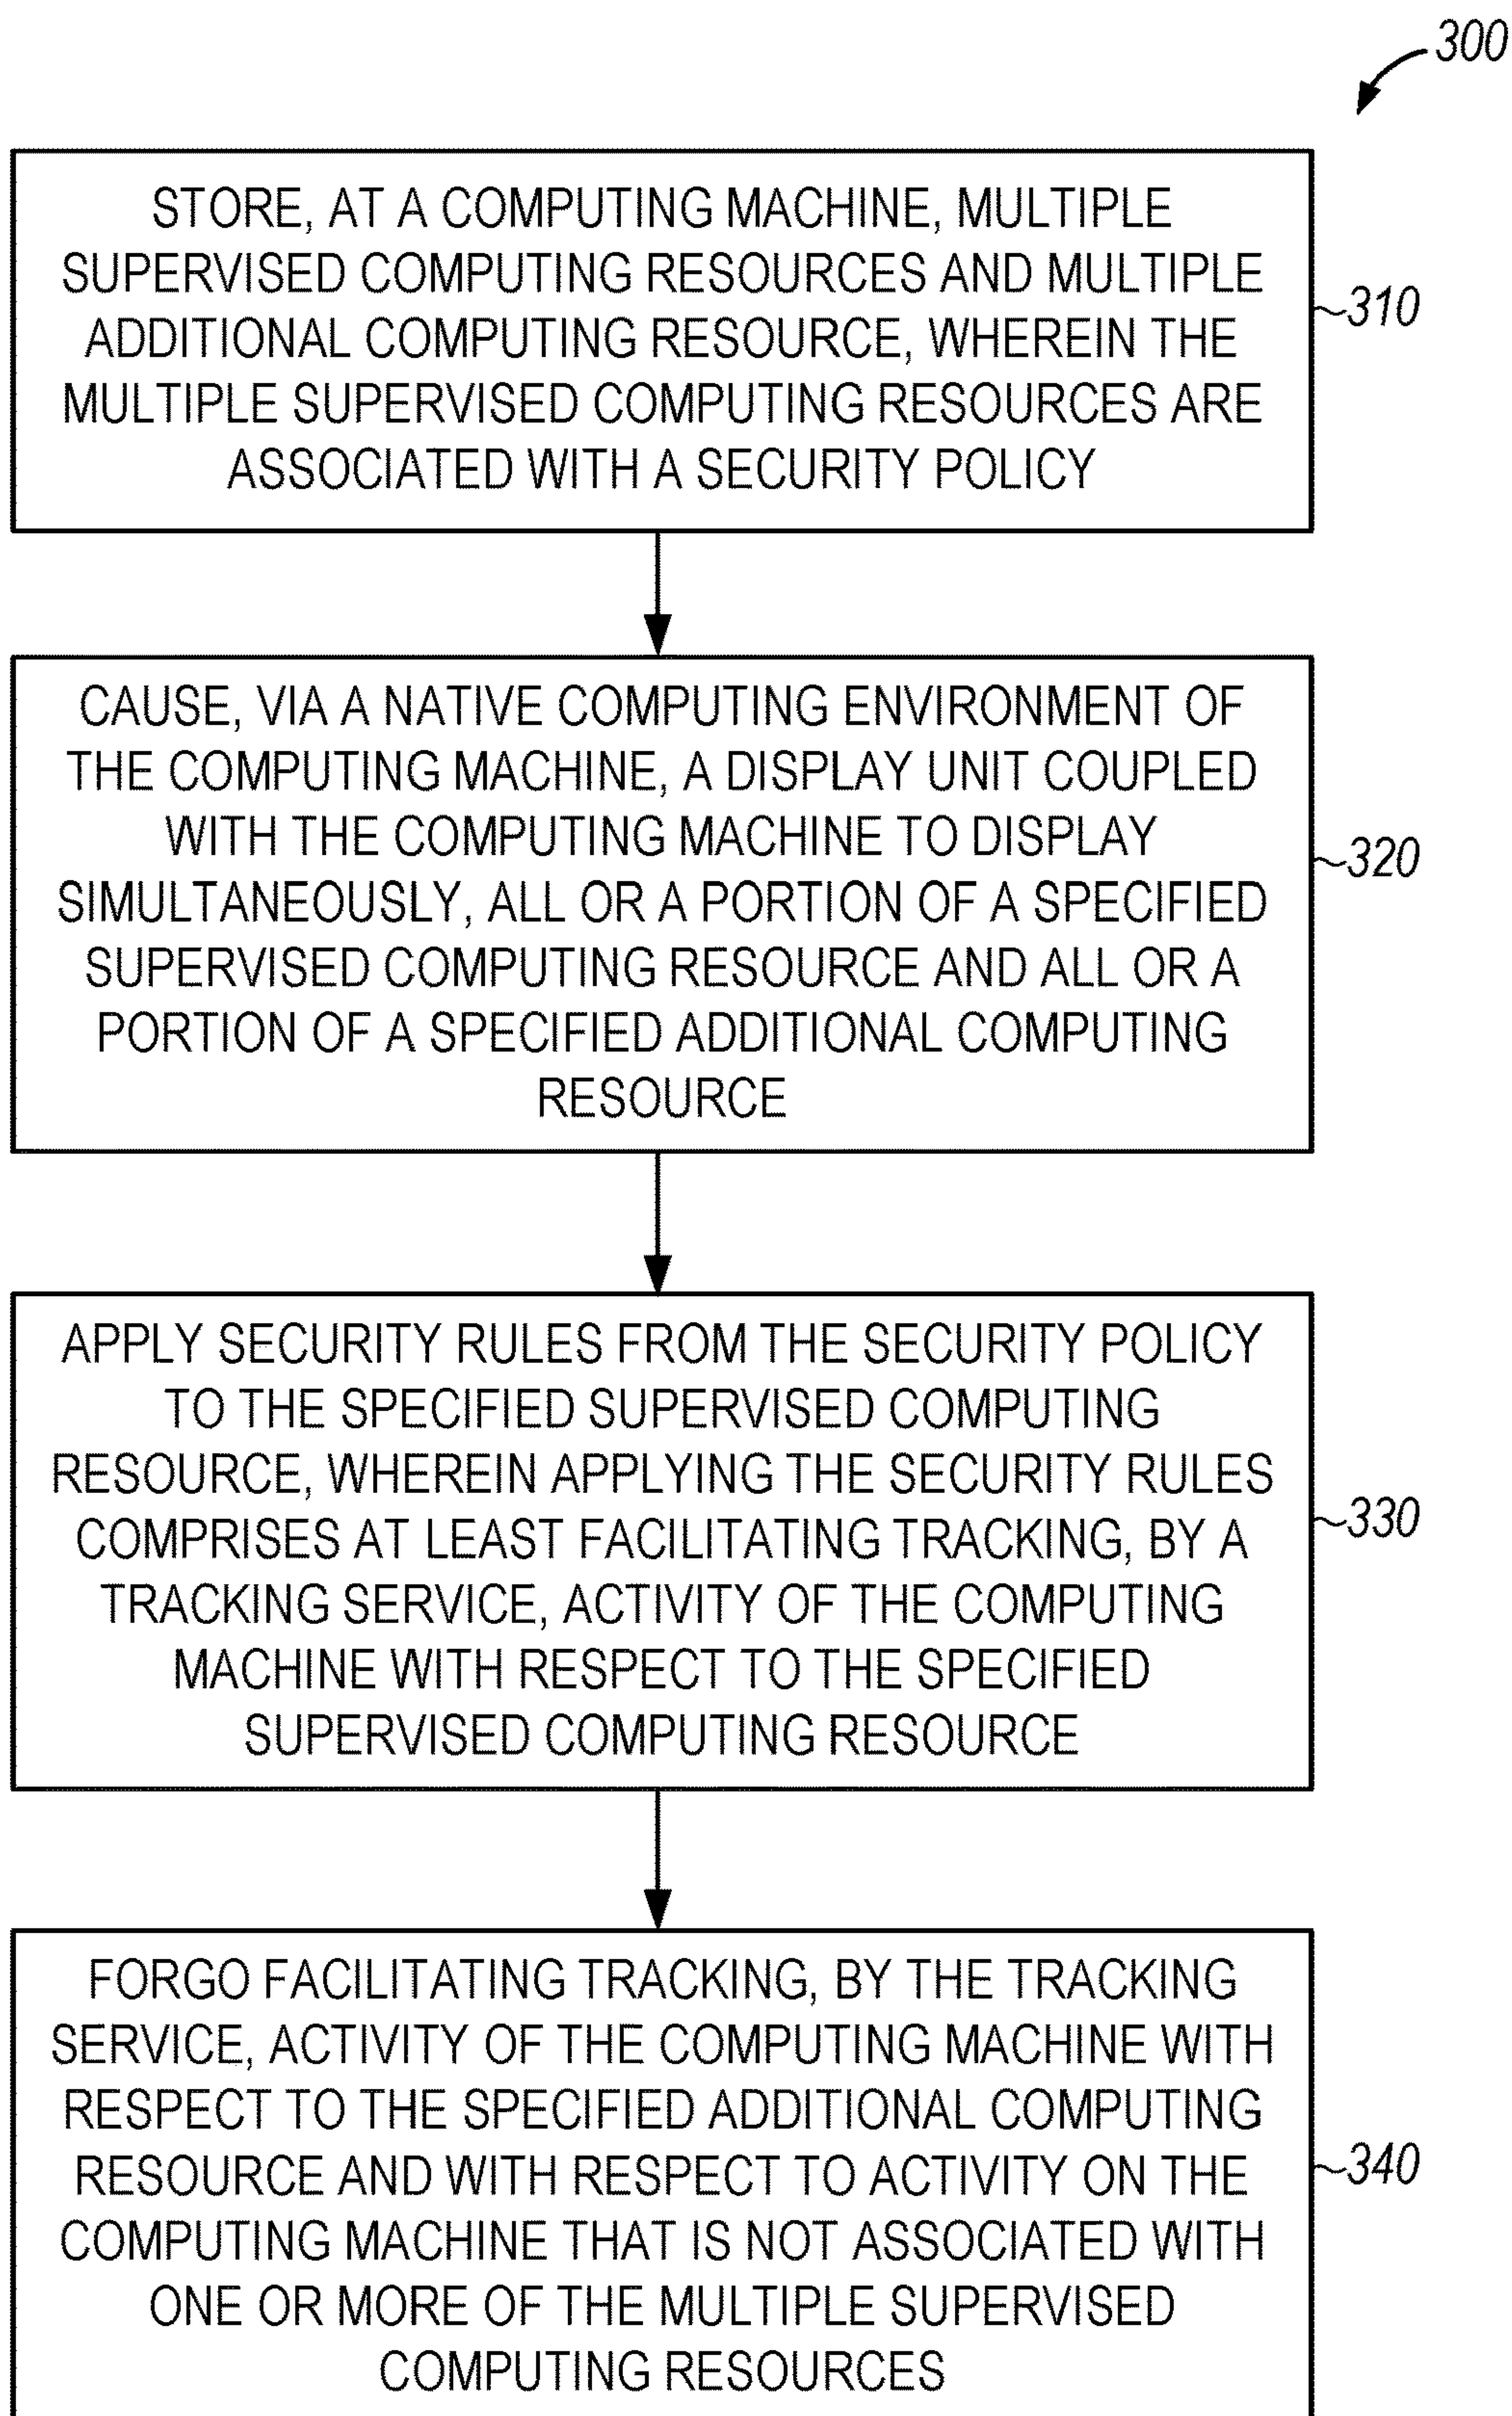 300
STORE, AT A COMPUTING MACHINE, MULTIPLE
SUPERVISED COMPUTING RESOURCES AND MULTIPLE
ADDITIONAL COMPUTING RESOURCE, WHEREIN THE
MULTIPLE SUPERVISED COMPUTING RESOURCES ARE
ASSOCIATED WITH A SECURITY POLICY
310
CAUSE, VIA A NATIVE COMPUTING ENVIRONMENT OF
THE COMPUTING MACHINE, A DISPLAY UNIT COUPLED
WITH THE COMPUTING MACHINE TO DISPLAY
SIMULTANEOUSLY, ALL OR A PORTION OF A SPECIFIED
SUPERVISED COMPUTING RESOURCE AND ALL OR A
PORTION OF A SPECIFIED ADDITIONAL COMPUTING
RESOURCE
320
APPLY SECURITY RULES FROM THE SECURITY POLICY
TO THE SPECIFIED SUPERVISED COMPUTING
RESOURCE, WHEREIN APPLYING THE SECURITY RULES
COMPRISES AT LEAST FACILITATING TRACKING, BY A
TRACKING SERVICE, ACTIVITY OF THE COMPUTING
MACHINE WITH RESPECT TO THE SPECIFIED
SUPERVISED COMPUTING RESOURCE
330
FORGO FACILITATING TRACKING, BY THE TRACKING
SERVICE, ACTIVITY OF THE COMPUTING MACHINE WITH
RESPECT TO THE SPECIFIED ADDITIONAL COMPUTING
RESOURCE AND WITH RESPECT TO ACTIVITY ON THE
COMPUTING MACHINE THAT IS NOT ASSOCIATED WITH
ONE OR MORE OF THE MULTIPLE SUPERVISED
COMPUTING RESOURCES
340